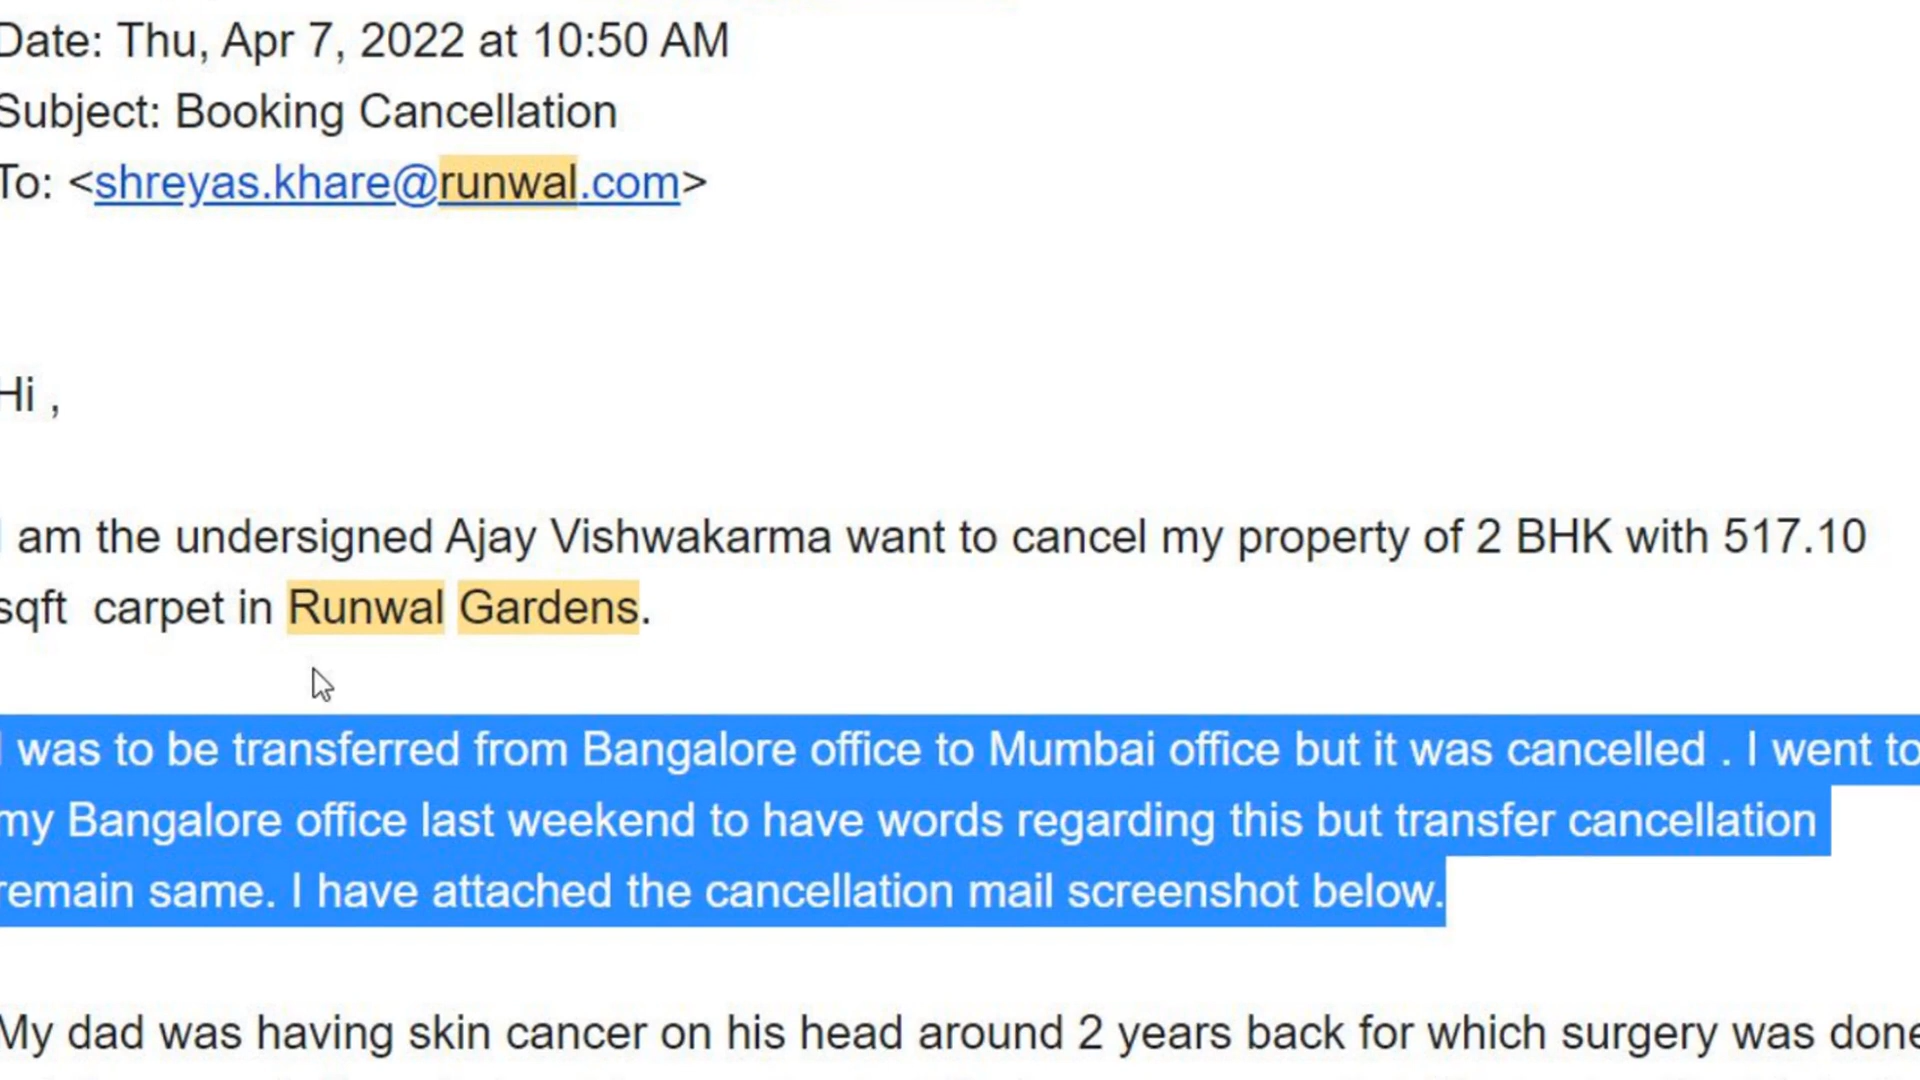 Date: Thu, Apr 7, 2022 at 10:50 AM
Subject: Booking Cancellation
To: <shreyas.khare@runwal.com>
Hi ,
I am the undersigned Ajay Vishwakarma want to cancel my property of 2 BHK with 517.10
sqft carpet in Runwal Gardens.
I was to be transferred from Bangalore office to Mumbai office but it was cancelled . I went to
my Bangalore office last weekend to have words regarding this but transfer cancellation
remain same. I have attached the cancellation mail screenshot below.
My dad was having skin cancer on his head around 2 years back for which surgery was done